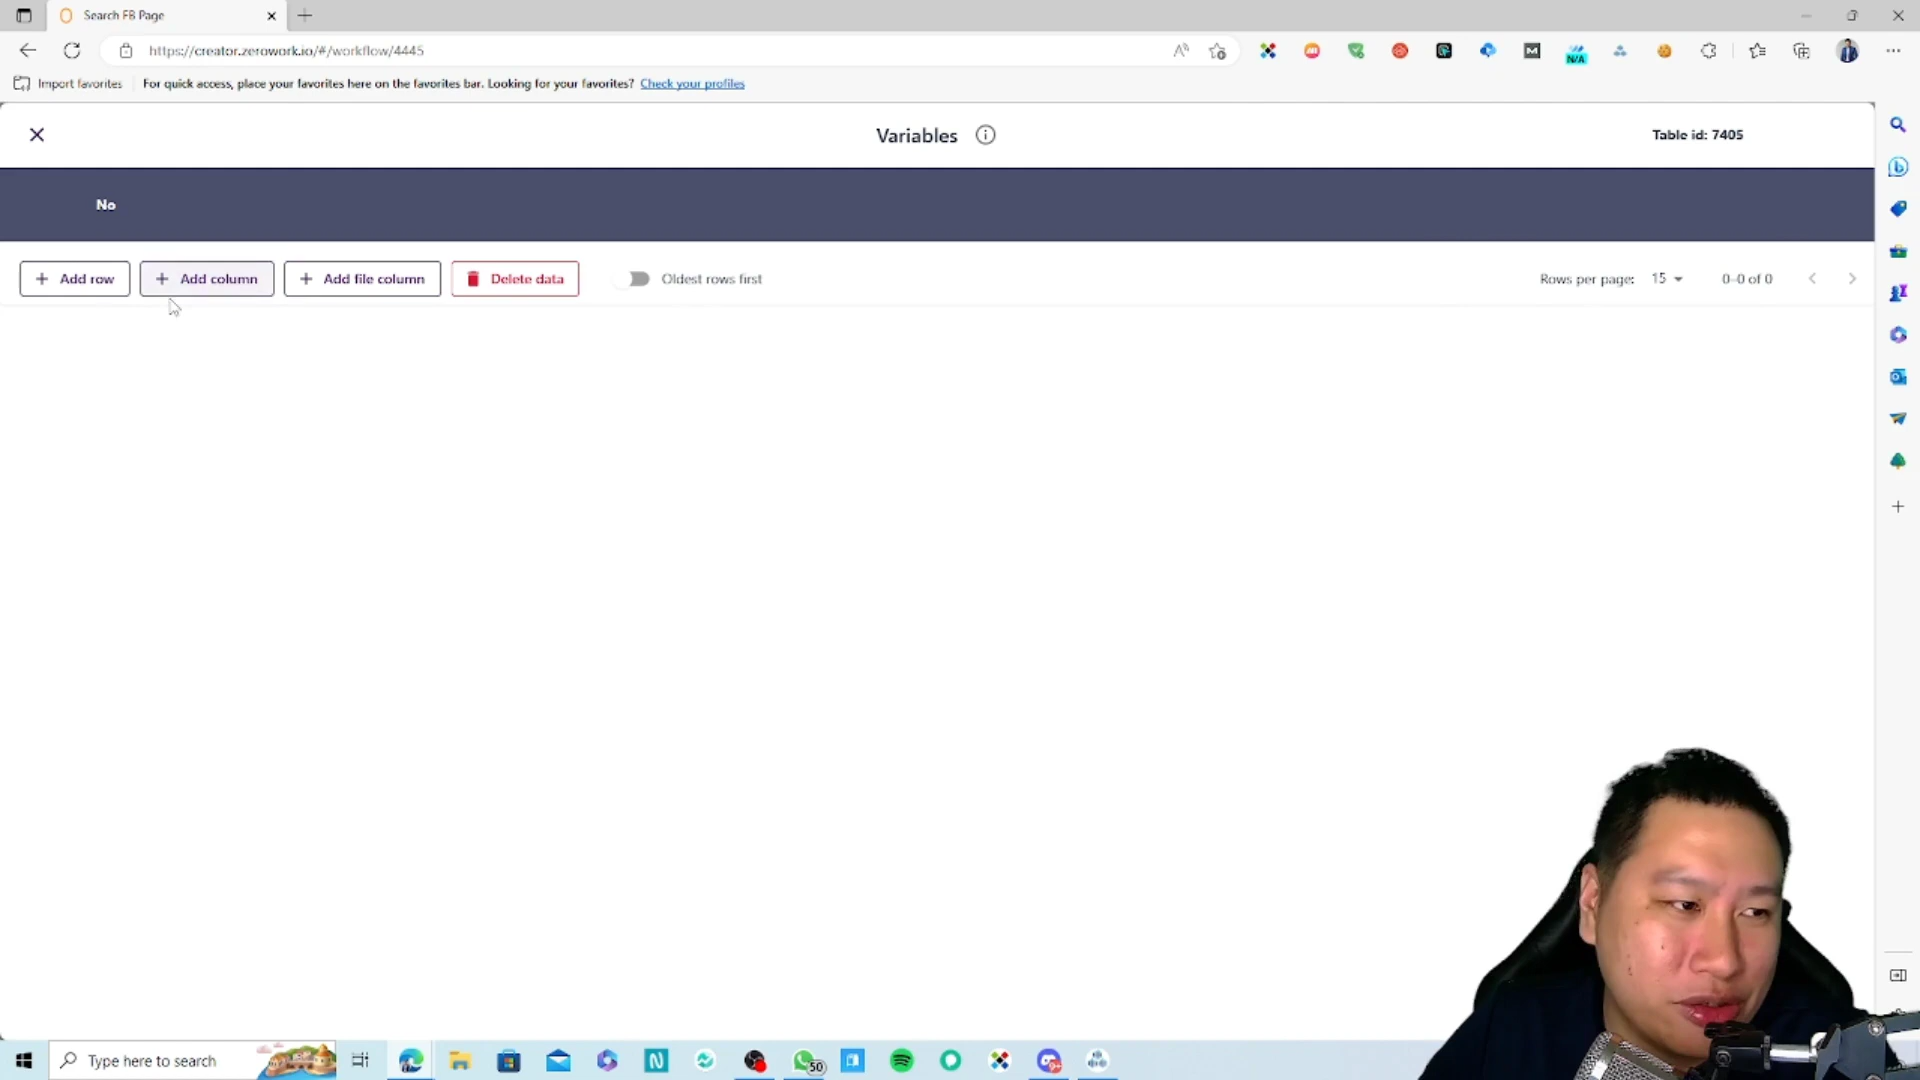 Search FB Page
https://creator.zerowork.io/#/workflow/4445
Import favorites
For quick access, place your favorites here on the favorites bar. Looking for your favorites? Check your profiles
Variables
Table id: 7405
No
Add row
Add column
Add file column
Delete data
Oldest rows first
Rows per page: 15
0–0 of 0
Type here to search
N/A
50
9+